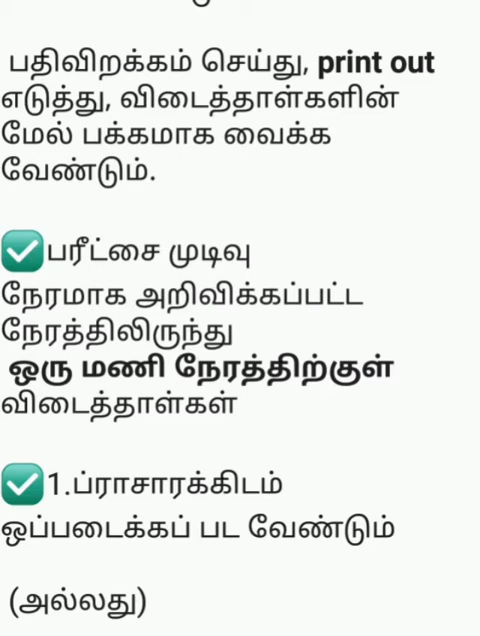 பதிவிறக்கம் செய்து, print out
எடுத்து, விடைத்தாள்களின்
மேல் பக்கமாக வைக்க
வேண்டும்.
✅பரீட்சை முடிவு
நேரமாக அறிவிக்கப்பட்ட
நேரத்திலிருந்து
ஒரு மணி நேரத்திற்குள்
விடைத்தாள்கள்
✅1.ப்ராசாரக்கிடம்
ஒப்படைக்கப் பட வேண்டும்
(அல்லது)